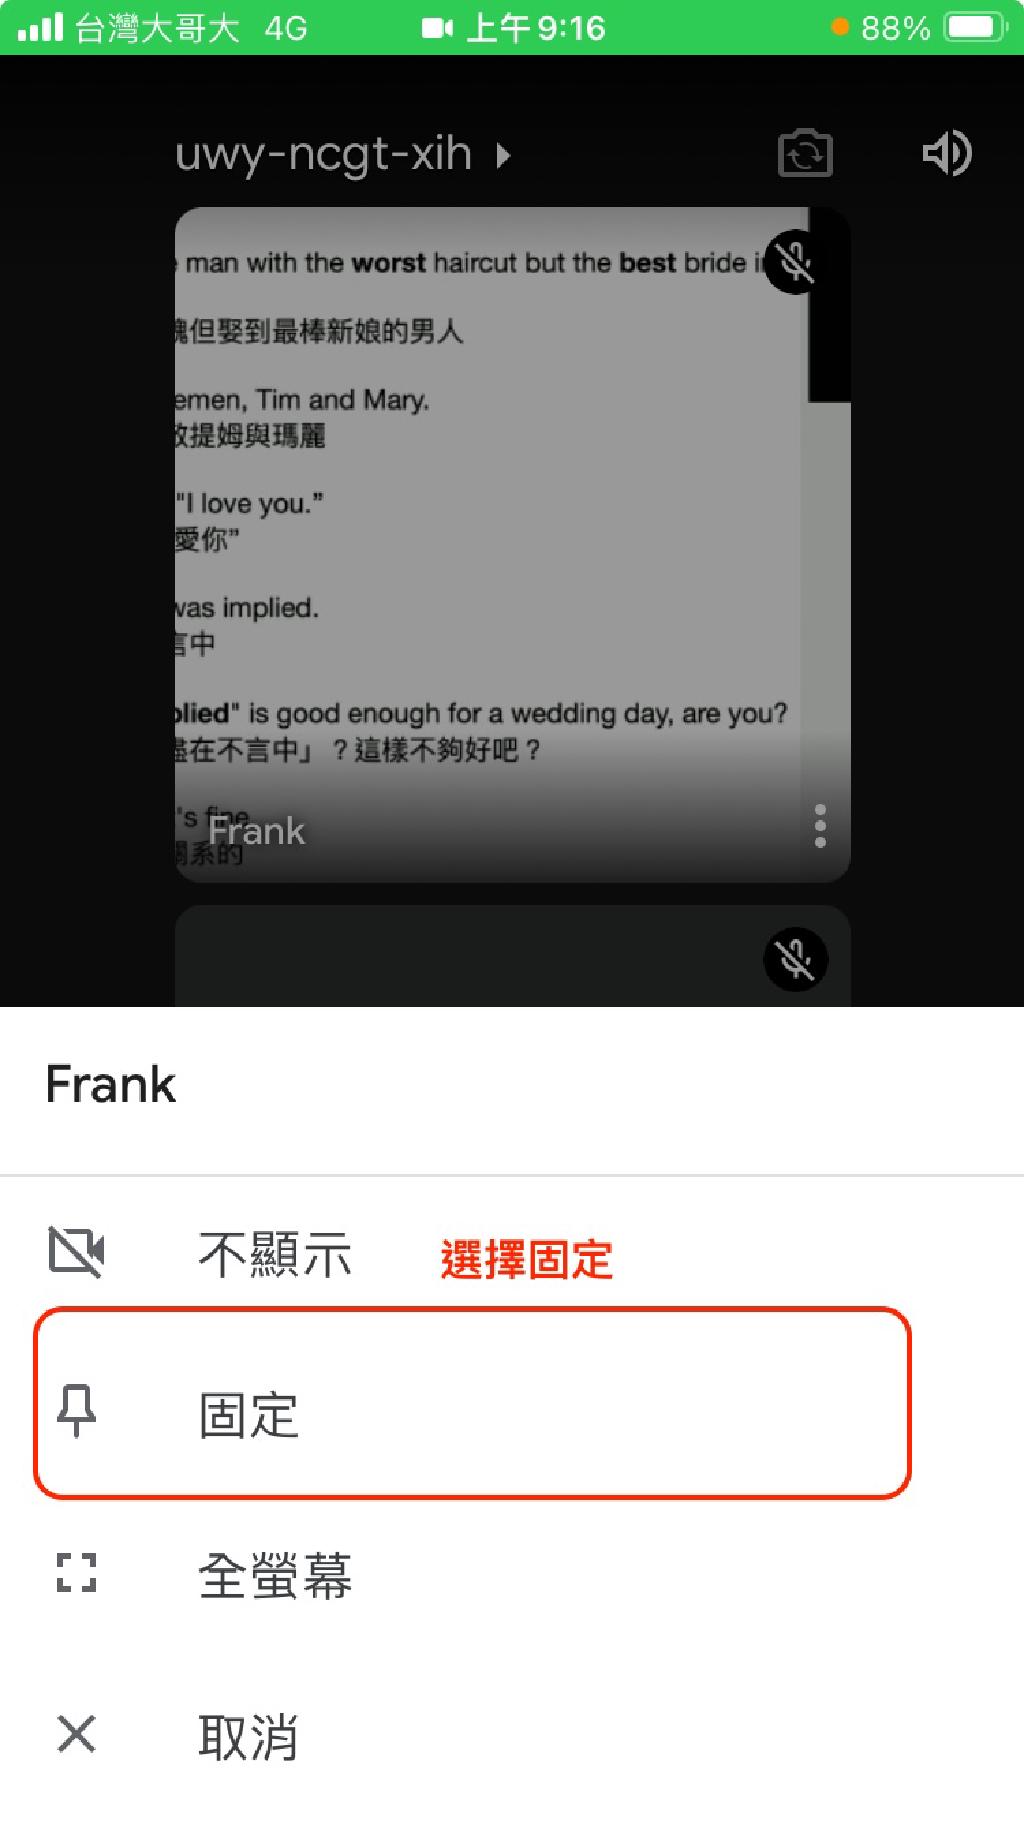 台灣大哥大 4G 上午9:16 88%
uwy-ncgt-xih
man with the worst haircut but the best bride
但娶到最棒新娘的男人
emen, Tim and Mary.
提姆與瑪麗
"I love you.”
愛你”
was implied.
言中
plied" is good enough for a wedding day, are you?
盡在不言中」？這樣不夠好吧？
's fine
Frank
關系的
Frank
不顯示 選擇固定
固定
全螢幕
取消